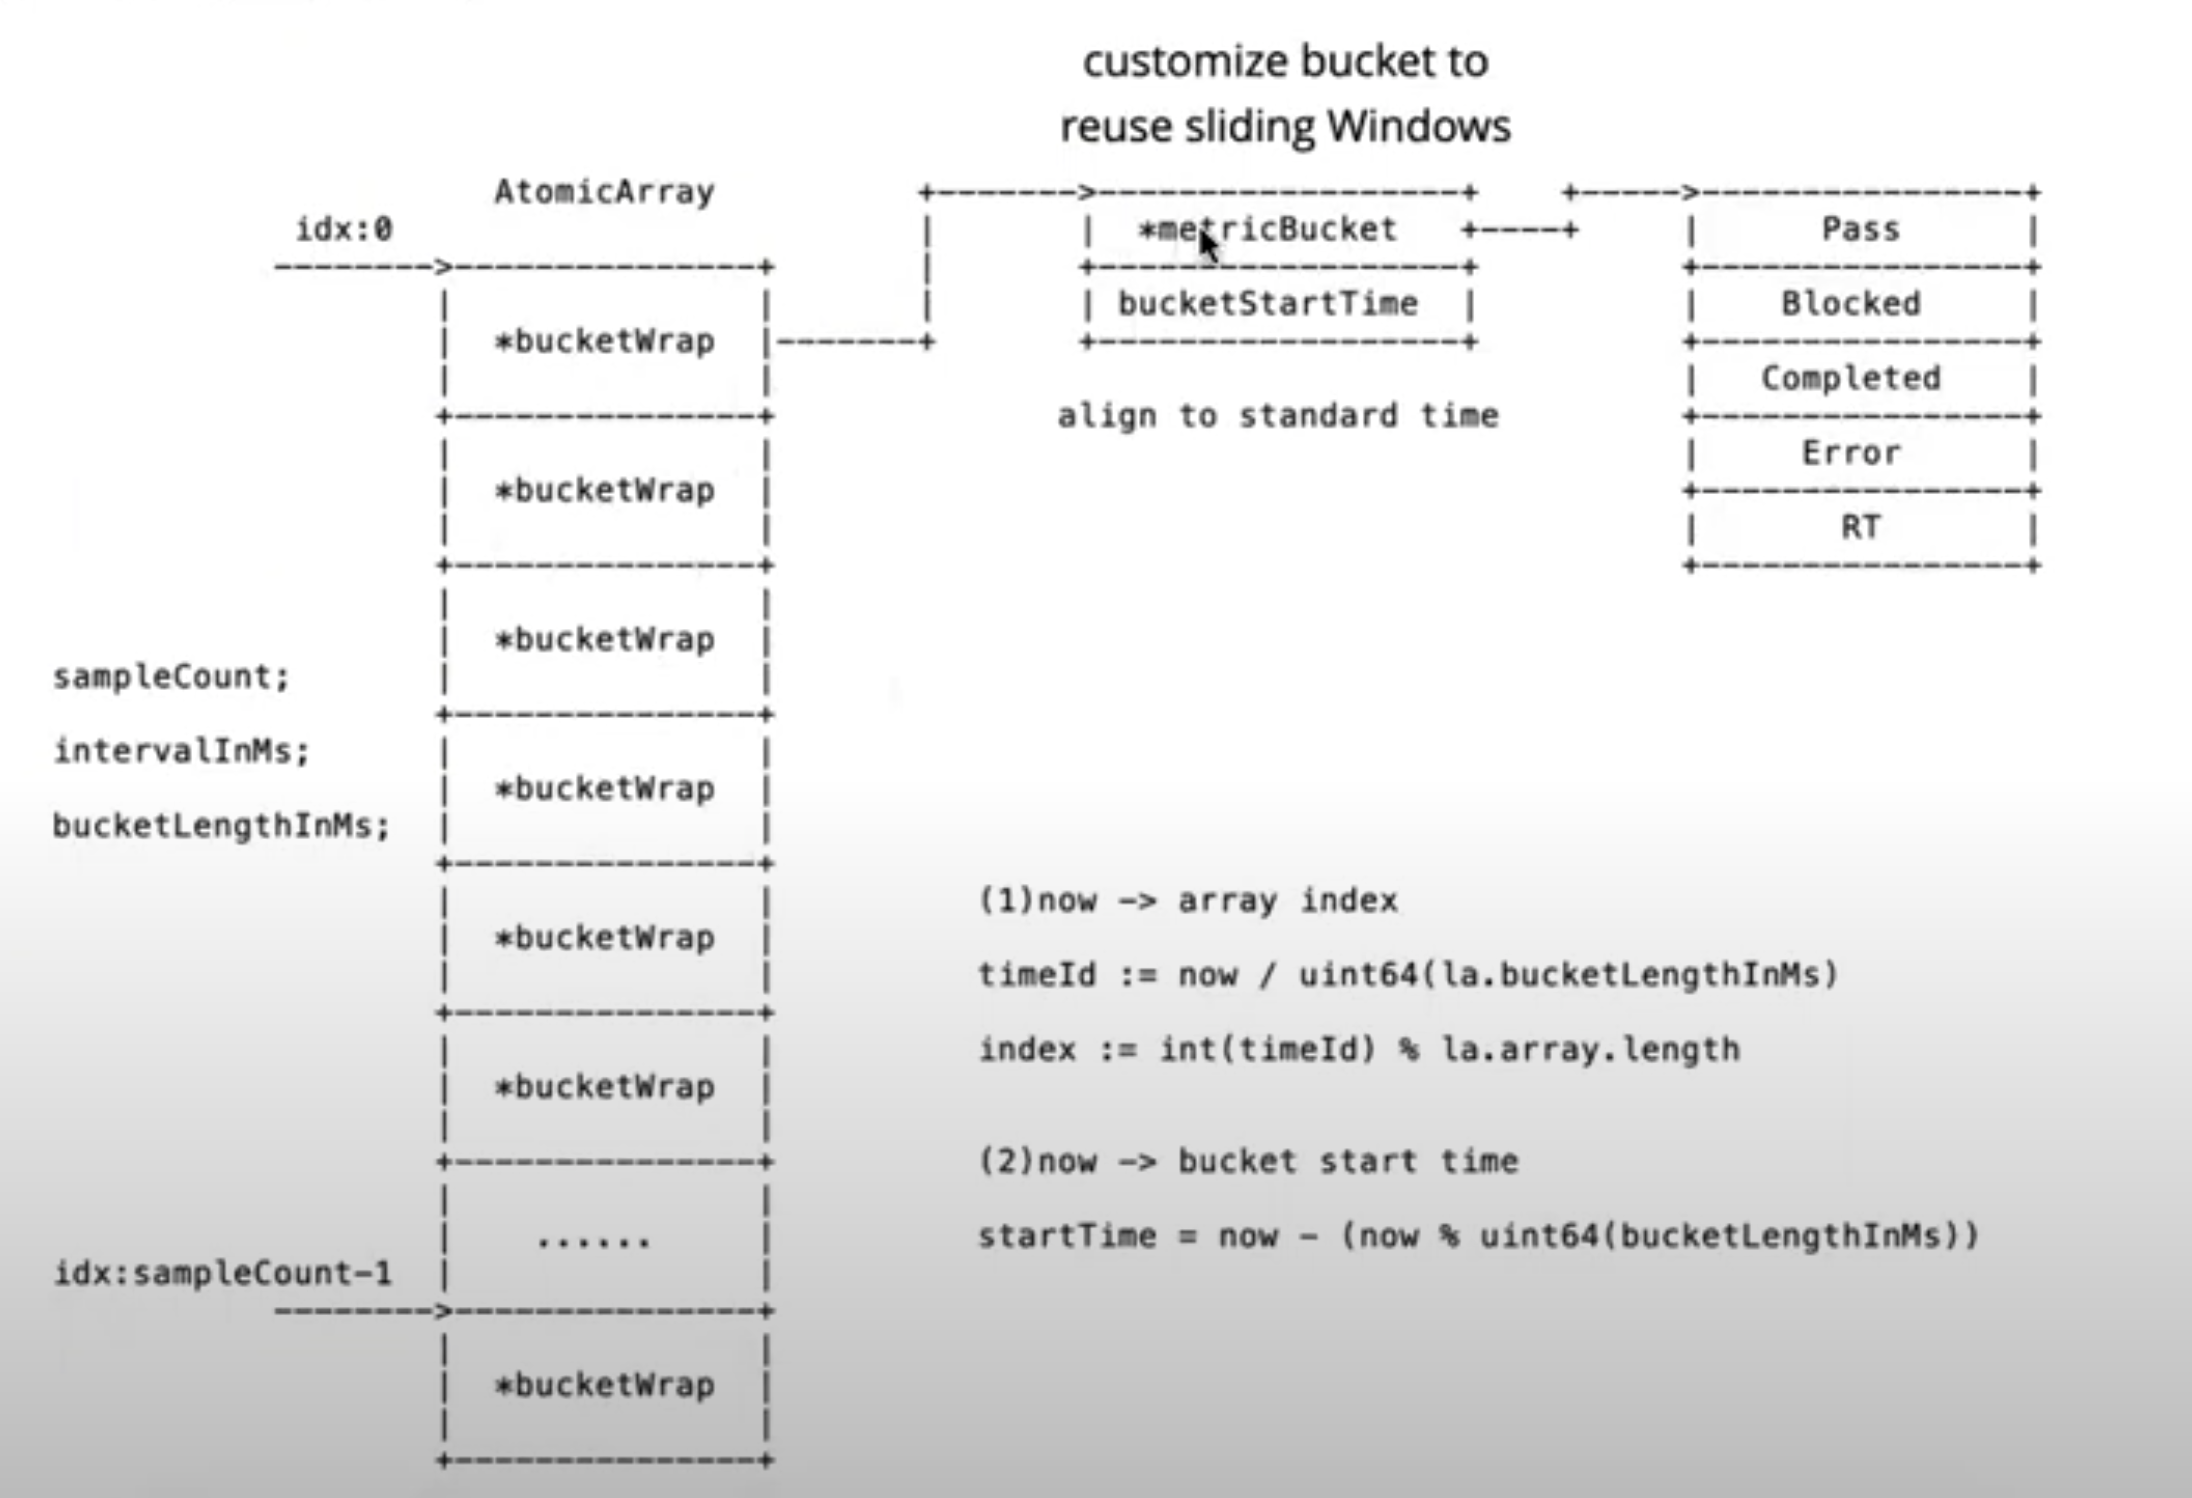 customize bucket to
reuse sliding Windows
AtomicArray
idx:0
*bucketWrap
*bucketWrap
*bucketWrap
*bucketWrap
*bucketWrap
*bucketWrap
......
*bucketWrap
idx:sampleCount-1
sampleCount;
intervalInMs;
bucketLengthInMs;
*metricBucket
bucketStartTime
align to standard time
Pass
Blocked
Completed
Error
RT
(1)now -> array index
timeId := now / uint64(la.bucketLengthInMs)
index := int(timeId) % la.array.length
(2)now -> bucket start time
startTime = now - (now % uint64(bucketLengthInMs))